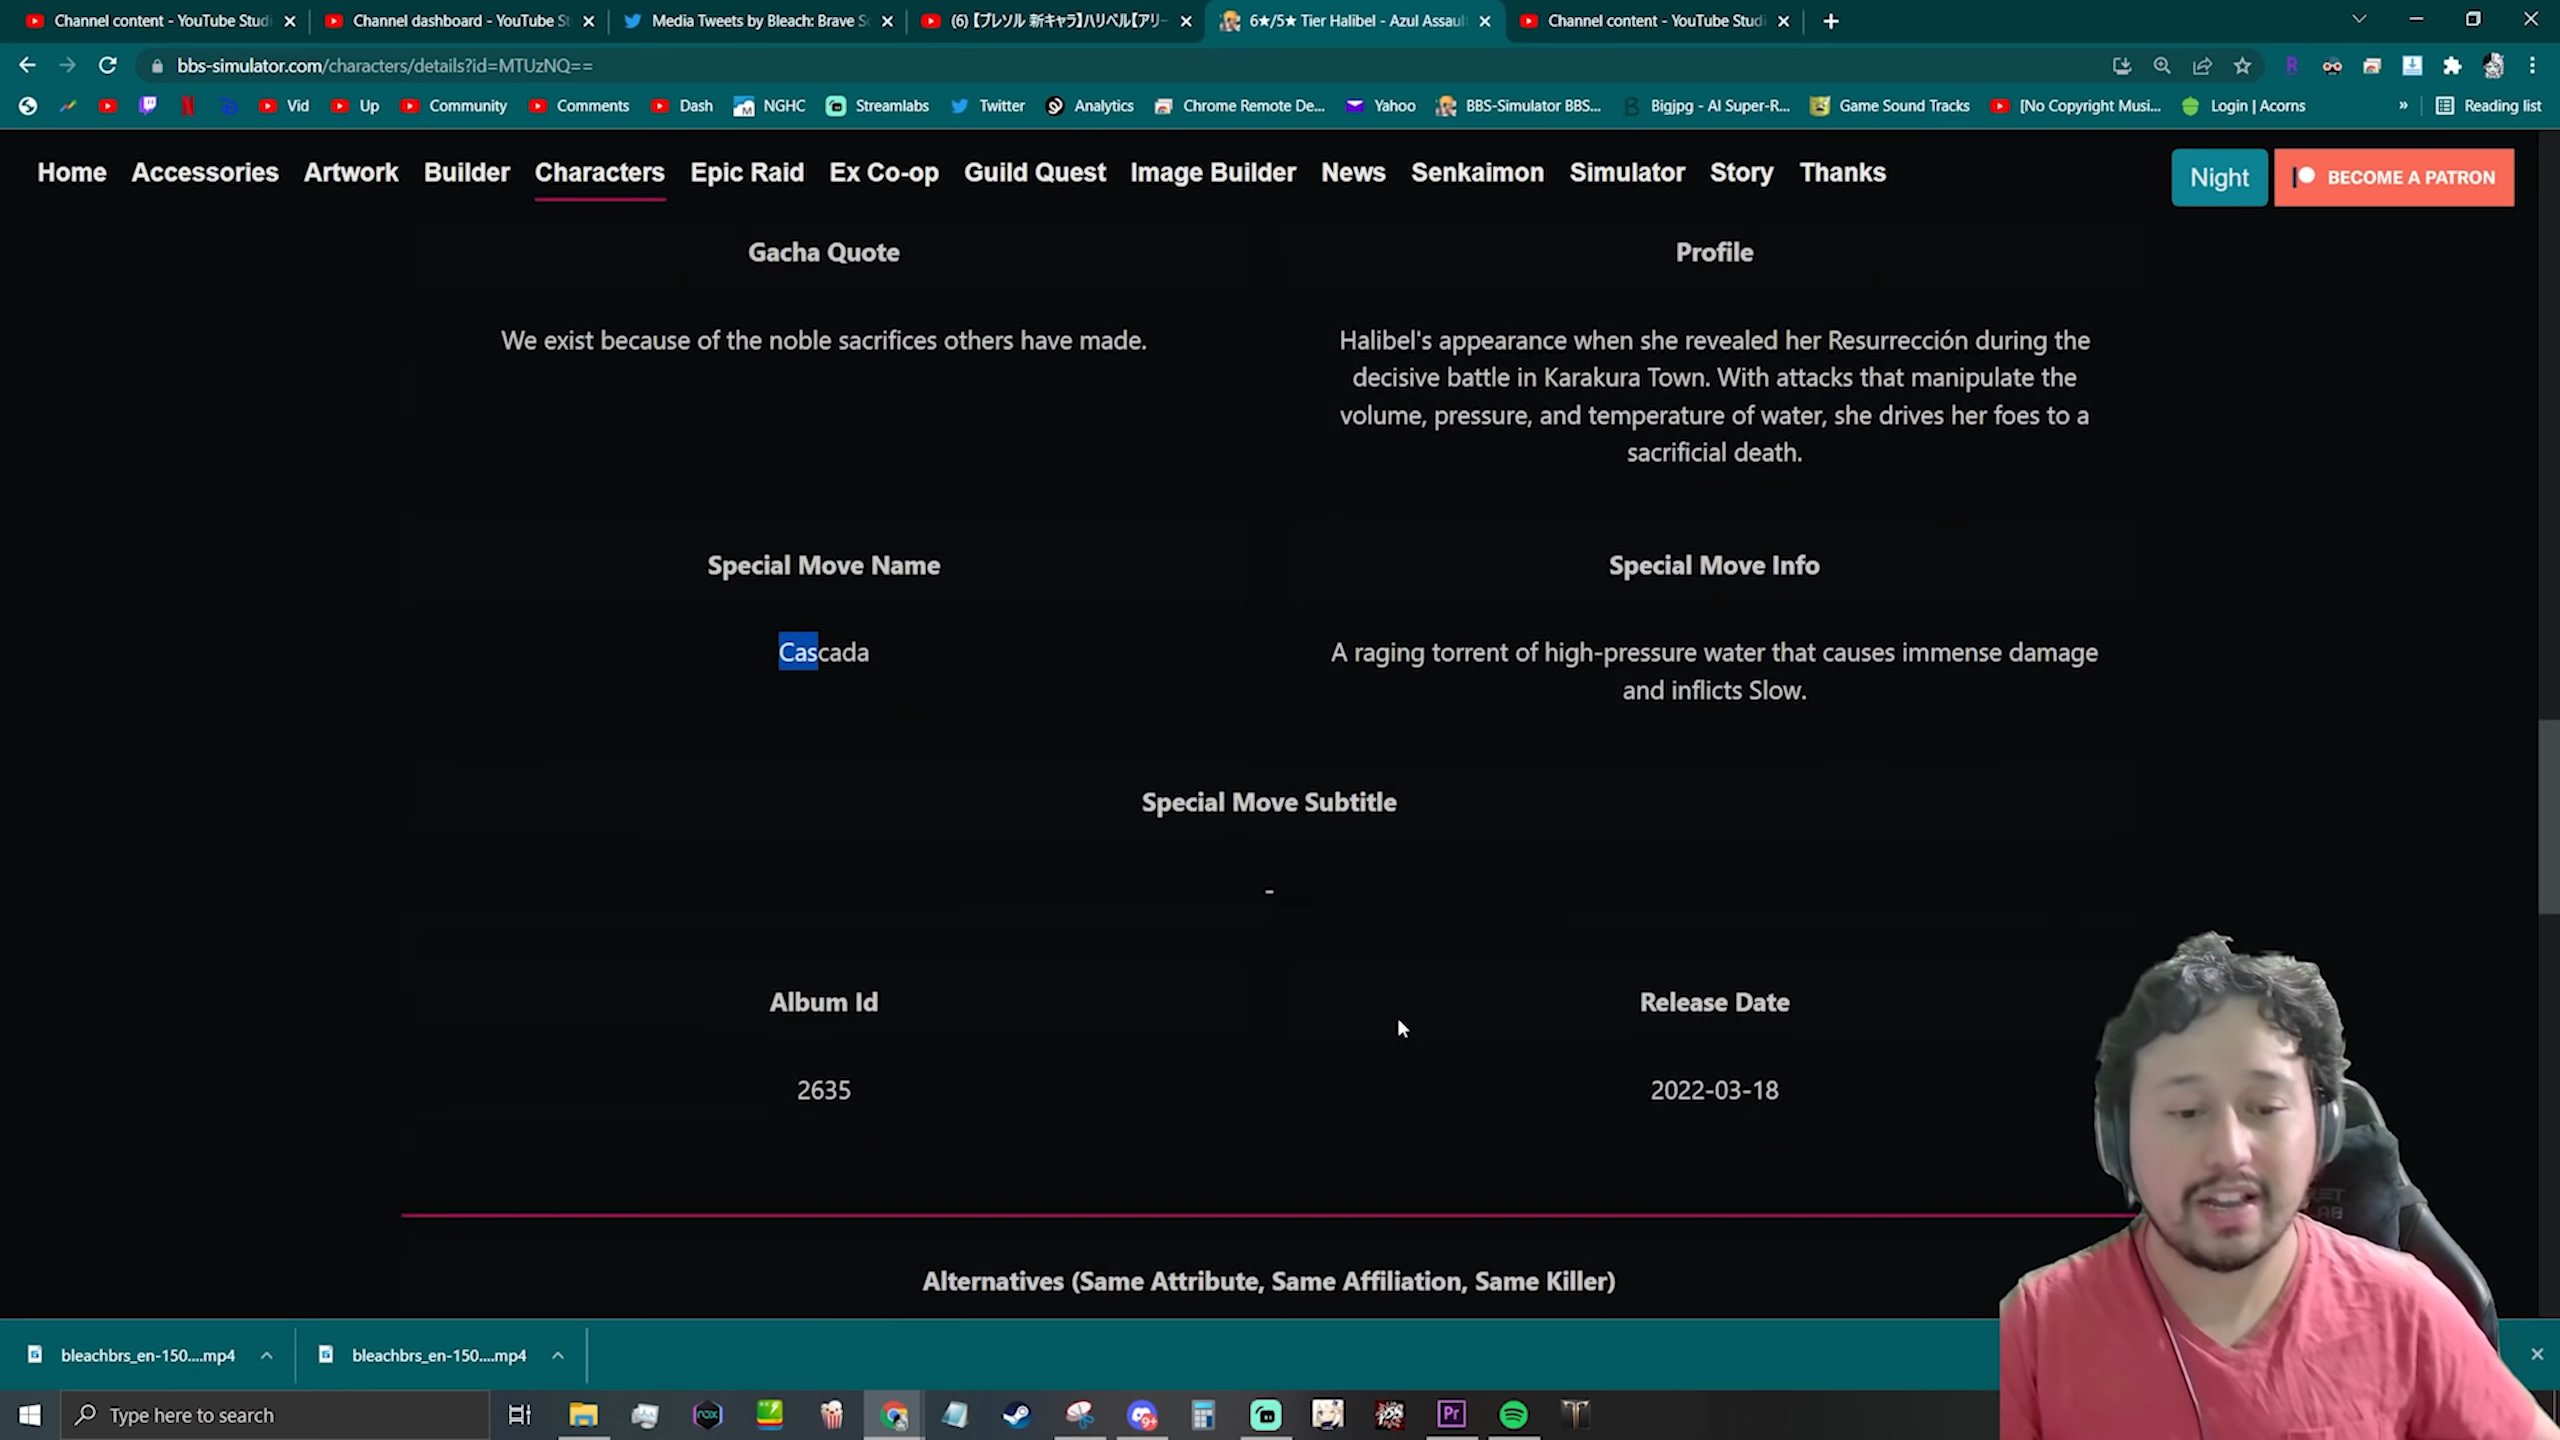 Channel content - YouTube Studi
Channel dashboard - YouTube St
Media Tweets by Bleach: Brave So
(6)【ブレソル 新キャラ】ハリベル【アリー
6★/5★ Tier Halibel - Azul Assaul
Channel content - YouTube Studi
bbs-simulator.com/characters/details?id=MTUzNQ==
Vid
Up
Community
Comments
Dash
NGHC
Streamlabs
Twitter
Analytics
Chrome Remote De...
Yahoo
BBS-Simulator BBS...
Bigjpg - AI Super-R...
Game Sound Tracks
[No Copyright Musi...
Login | Acorns
»
Reading list
Home Accessories Artwork Builder Characters Epic Raid Ex Co-op Guild Quest Image Builder News Senkaimon Simulator Story Thanks
Night
BECOME A PATRON
Gacha Quote
We exist because of the noble sacrifices others have made.
Profile
Halibel's appearance when she revealed her Resurrección during the
decisive battle in Karakura Town. With attacks that manipulate the
volume, pressure, and temperature of water, she drives her foes to a
sacrificial death.
Special Move Name
Cascada
Special Move Info
A raging torrent of high-pressure water that causes immense damage
and inflicts Slow.
Special Move Subtitle
-
Album Id
2635
Release Date
2022-03-18
Alternatives (Same Attribute, Same Affiliation, Same Killer)
bleachbrs_en-150....mp4
bleachbrs_en-150....mp4
Type here to search
nox
9+
Pr